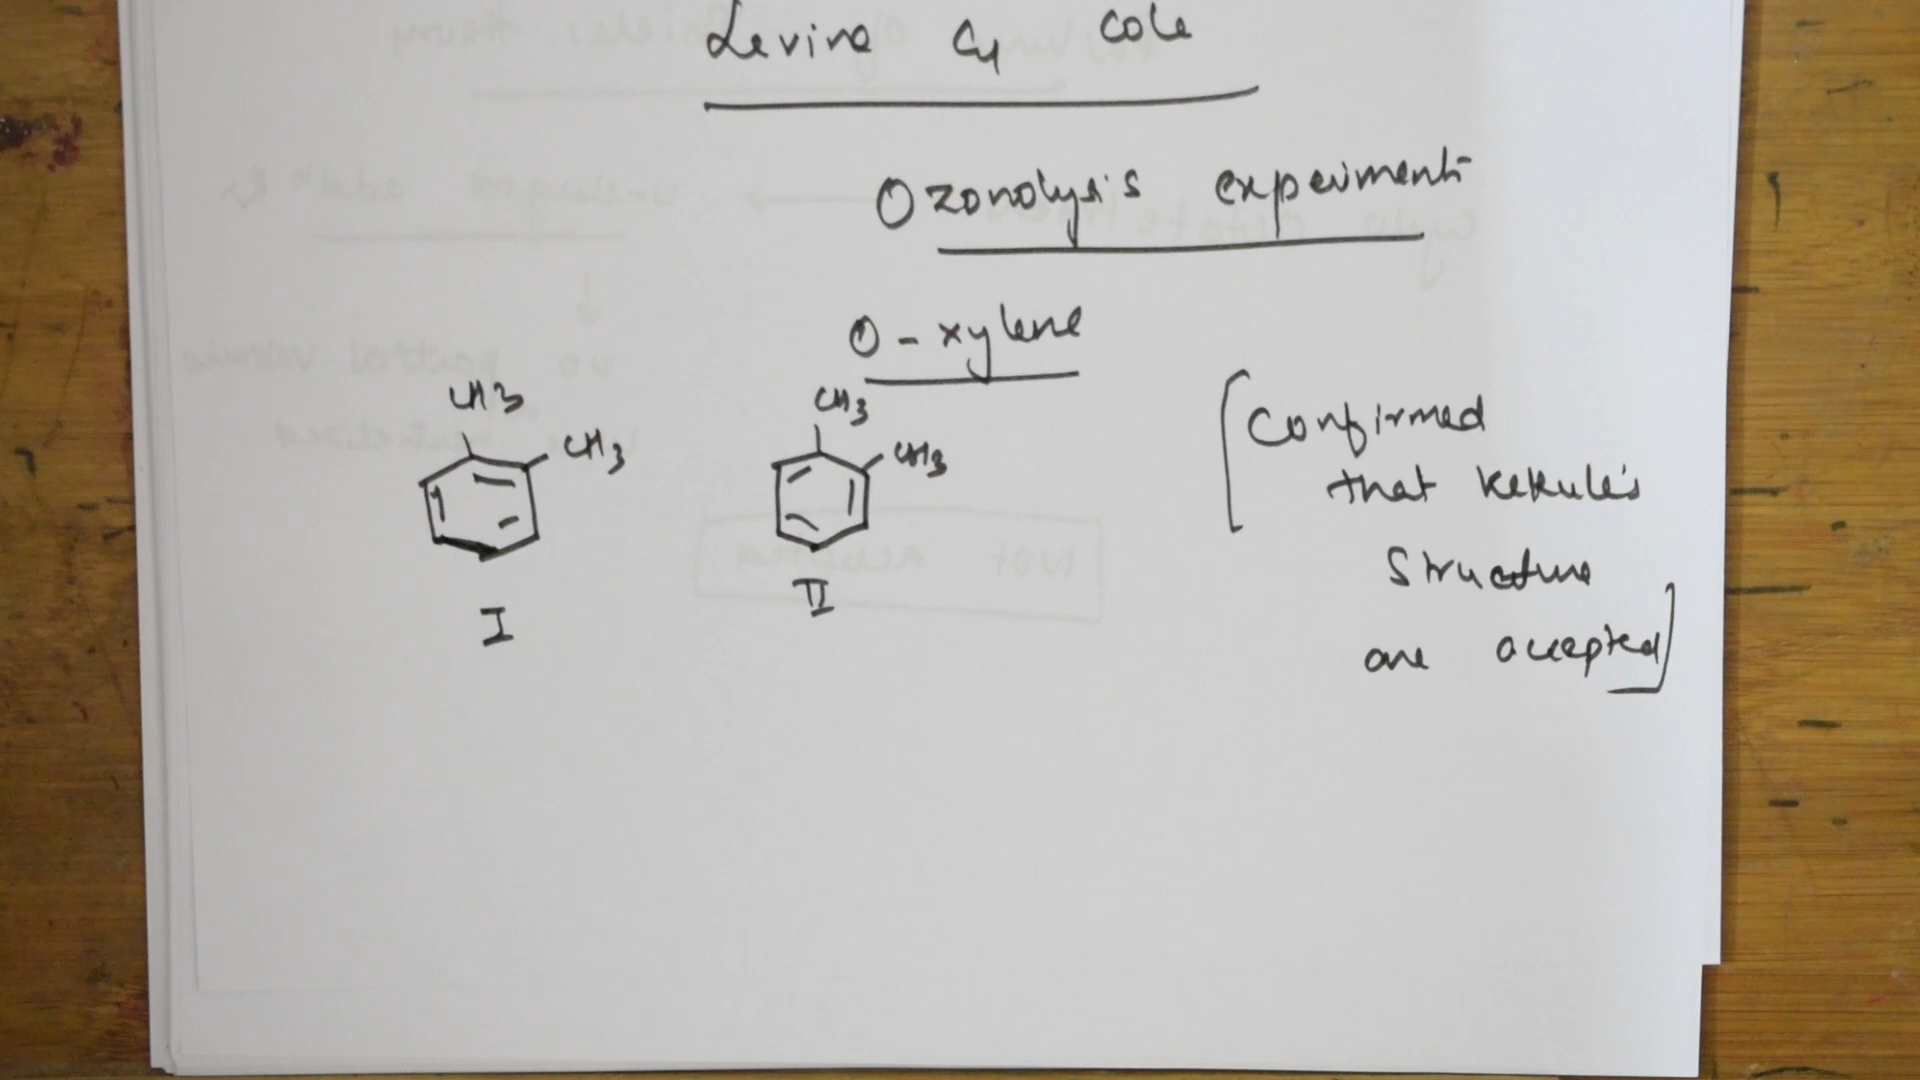 Levine & Cole
Ozonolysis experiment
O - xylene
CH3
CH3
CH3
CH3
I
II
[Confirmed
that Kekule's
Structure
are accepted]